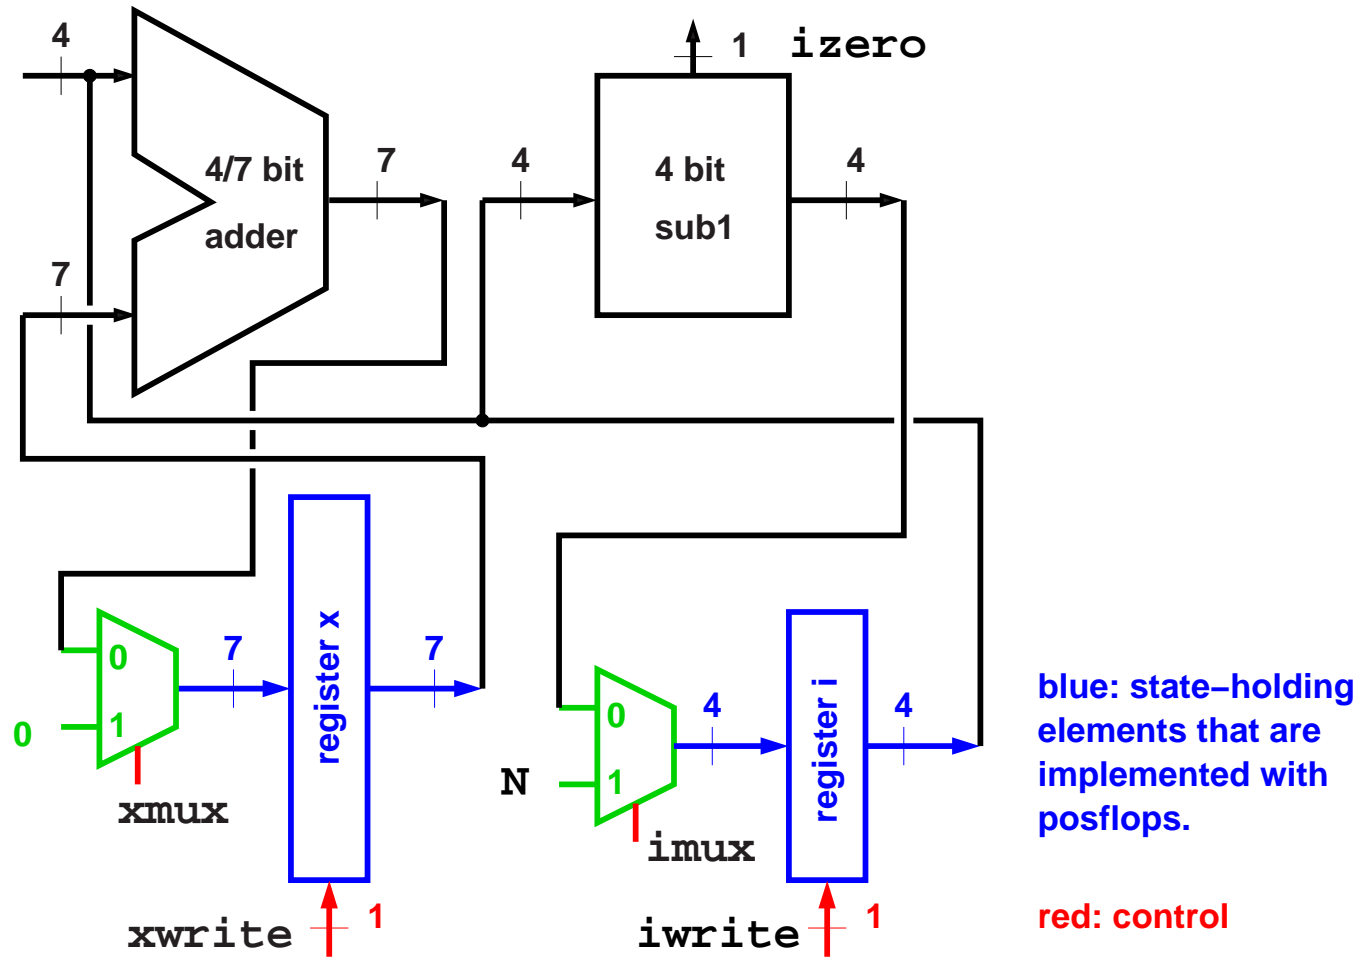 4
1 izero
4/7 bit
adder
7
4
4 bit
sub1
4
7
0
1
0
xmux
7
register x
7
xwrite
1
0
1
N
imux
4
register i
4
iwrite
1
blue: state–holding
elements that are
implemented with
posflops.
red: control